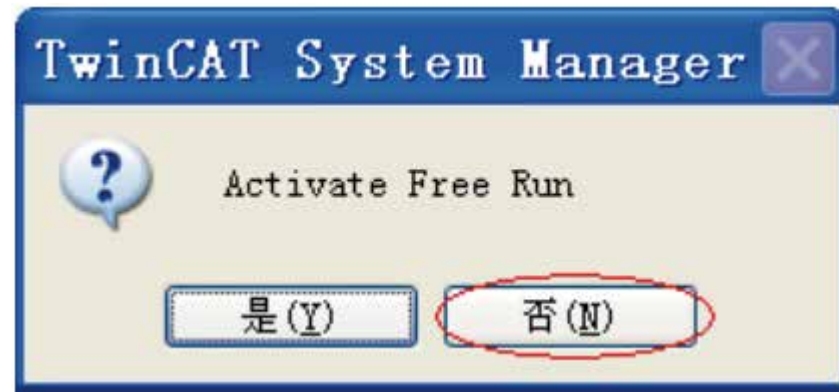 TwinCAT System Manager
Activate Free Run
是(Y) 否(N)